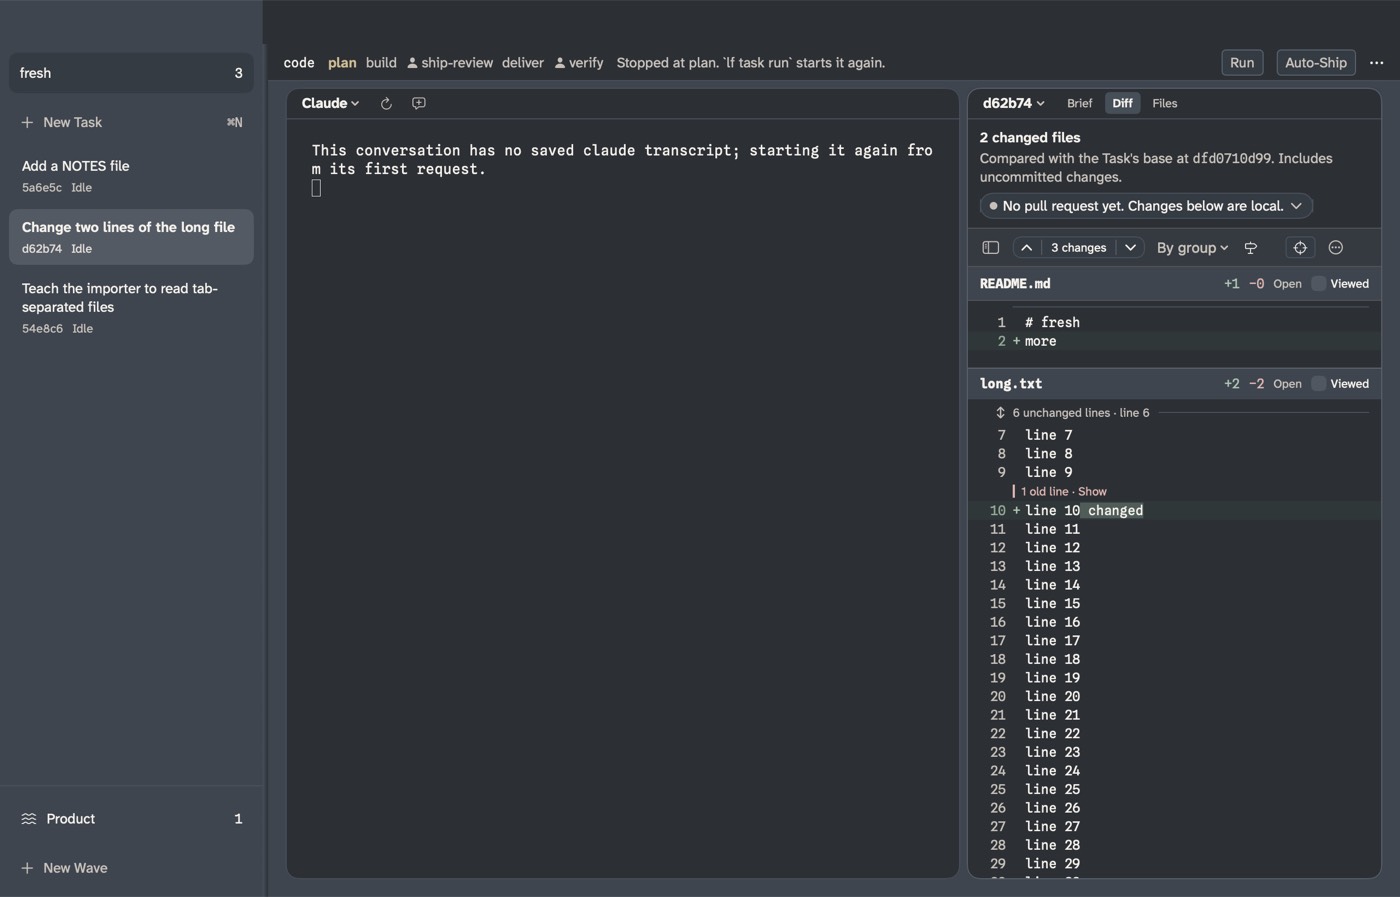 fresh 3
New Task ⌘N
Add a NOTES file
5a6e5c Idle
Change two lines of the long file
d62b74 Idle
Teach the importer to read tab-
separated files
54e8c6 Idle
Product 1
New Wave
code plan build ship-review deliver verify Stopped at plan. `lf task run` starts it again.
Run Auto-Ship ...
Claude
This conversation has no saved claude transcript; starting it again fro
m its first request.
d62b74 Brief Diff Files
2 changed files
Compared with the Task's base at dfd0710d99. Includes
uncommitted changes.
No pull request yet. Changes below are local.
3 changes By group
README.md +1 −0 Open Viewed
1 # fresh
2 + more
long.txt +2 −2 Open Viewed
6 unchanged lines · line 6
7 line 7
8 line 8
9 line 9
1 old line · Show
10 + line 10 changed
11 line 11
12 line 12
13 line 13
14 line 14
15 line 15
16 line 16
17 line 17
18 line 18
19 line 19
20 line 20
21 line 21
22 line 22
23 line 23
24 line 24
25 line 25
26 line 26
27 line 27
28 line 28
29 line 29